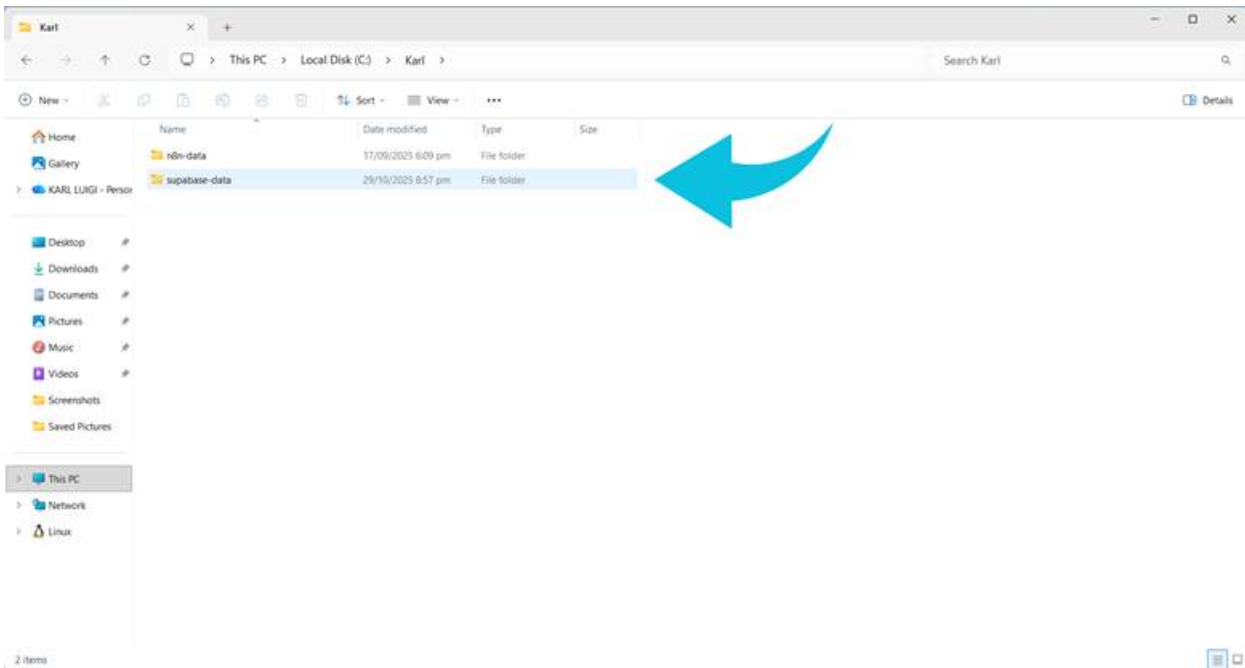 Karl
This PC > Local Disk (C:) > Karl >
Search Karl
New
Sort
View
Details
Home
Gallery
KARL LUIGI - Person
Desktop
Downloads
Documents
Pictures
Music
Videos
Screenshots
Saved Pictures
This PC
Network
Linux
Name Date modified Type Size
n8n-data 17/09/2025 6:09 pm File folder
supabase-data 29/10/2025 8:57 pm File folder
2 items